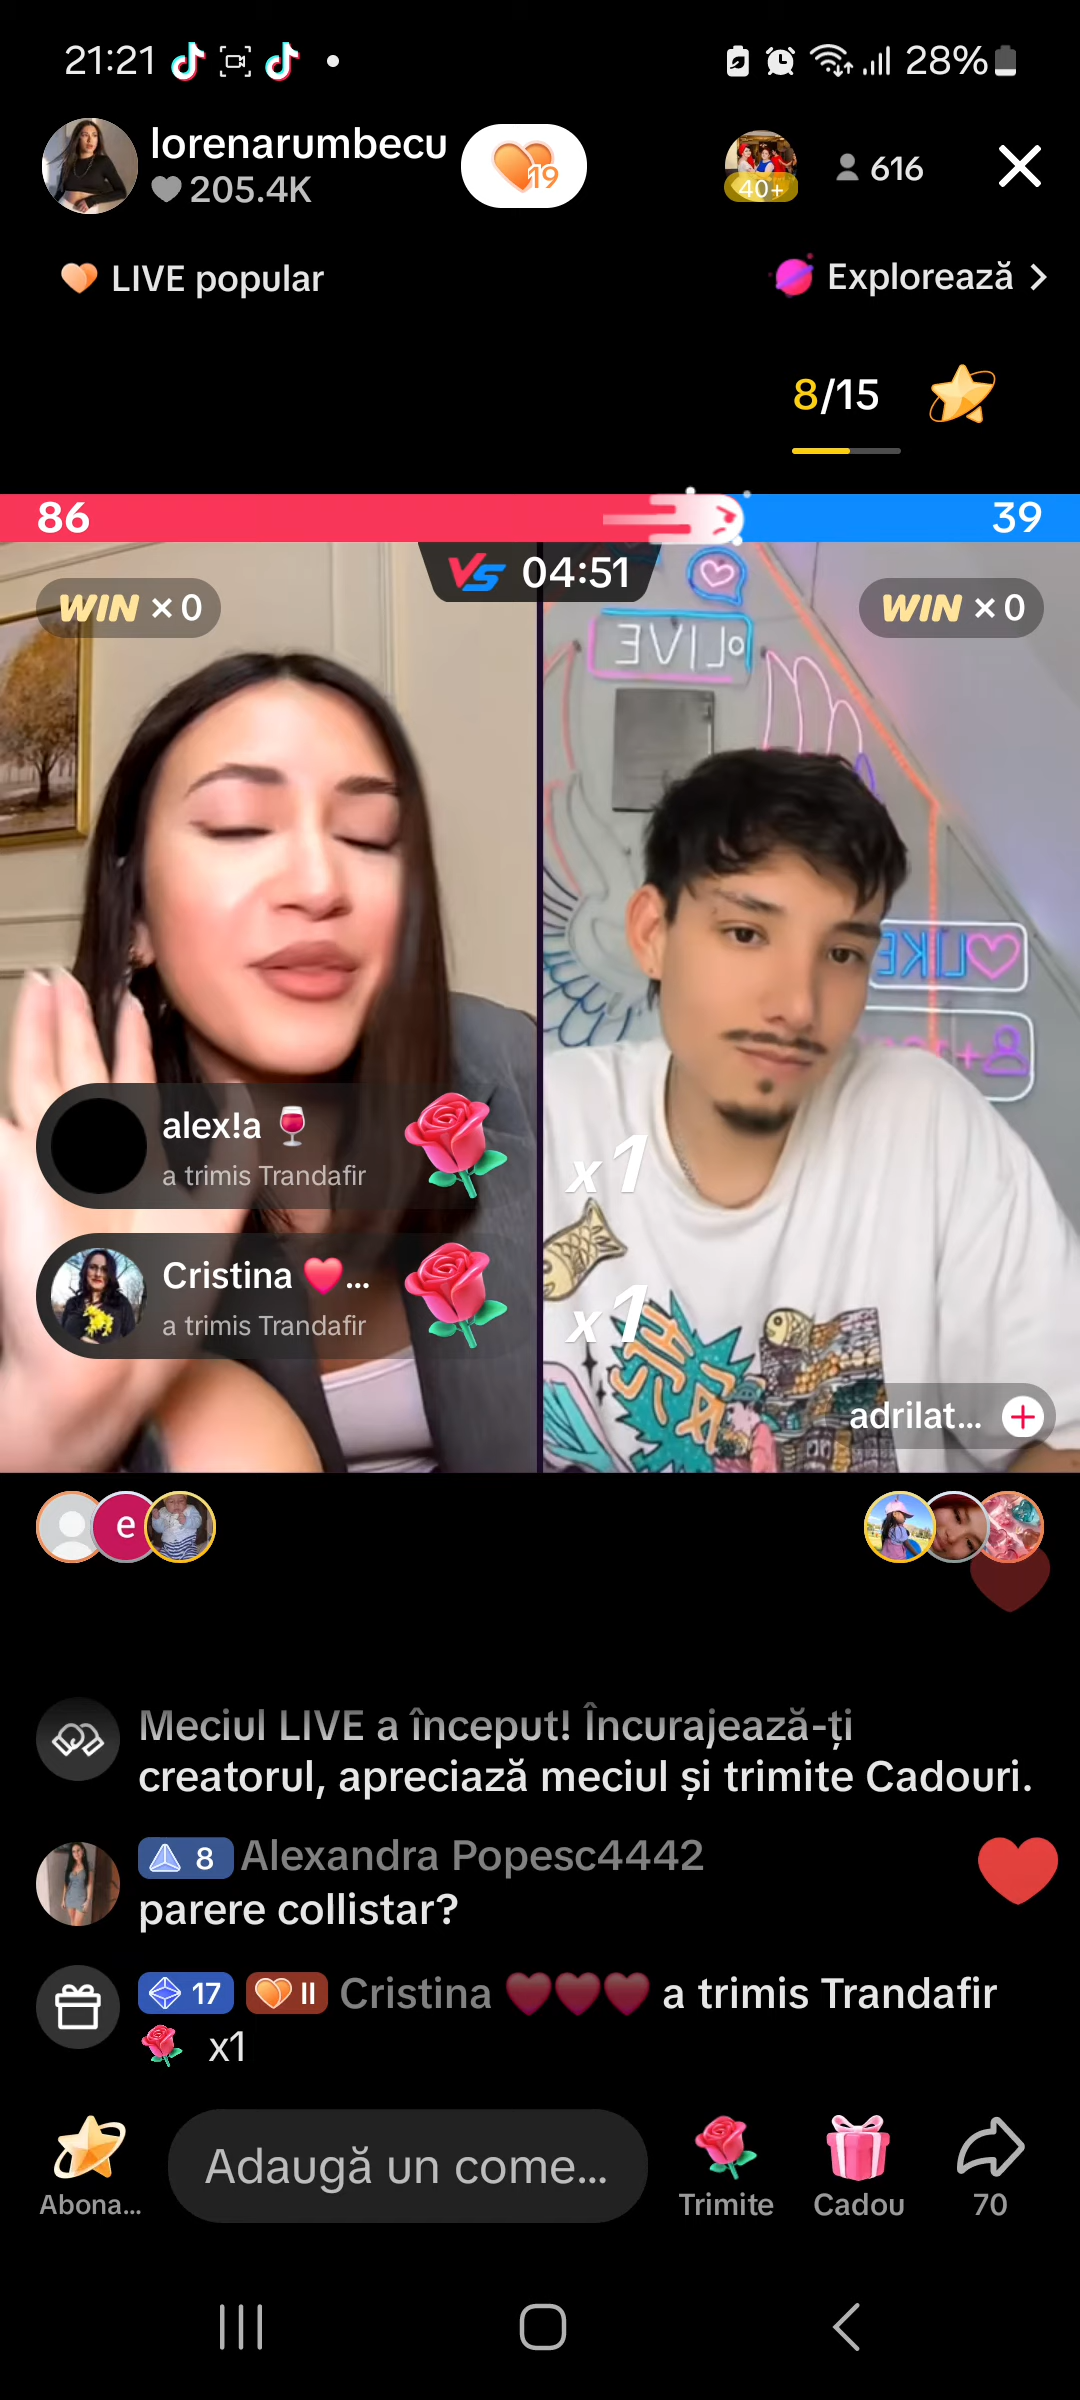 21:21
28%
lorenarumbecu
205.4K
19
40+
616
LIVE popular
Explorează
8/15
86
39
VS 04:51
WIN × 0
WIN × 0
LIVE
LIKE
alex!a
a trimis Trandafir
x1
Cristina ❤️...
a trimis Trandafir
x1
adrilat...
e
Meciul LIVE a început! Încurajează-ți
creatorul, apreciază meciul și trimite Cadouri.
8 Alexandra Popesc4442
parere collistar?
17 II Cristina ❤️❤️❤️ a trimis Trandafir
🌹 x1
Adaugă un come...
Abona...
Trimite
Cadou
70